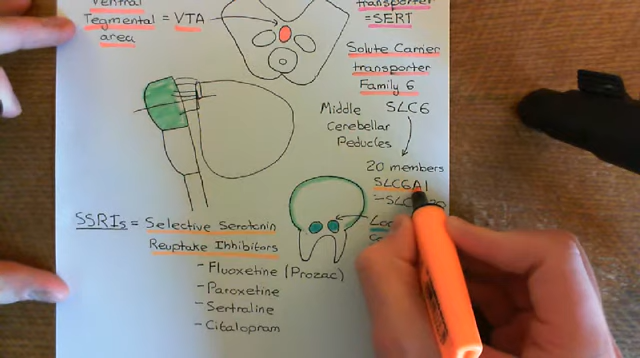 Ventral
Tegmental = VTA
area
transporter
= SERT
Solute Carrier
transporter
Family 6
SLC6
Middle
Cerebellar
Peducles
20 members
SLC6A1
SSRIs = Selective Serotonin
Reuptake Inhibitors
- Fluoxetine (Prozac)
- Paroxetine
- Sertraline
- Citalopram